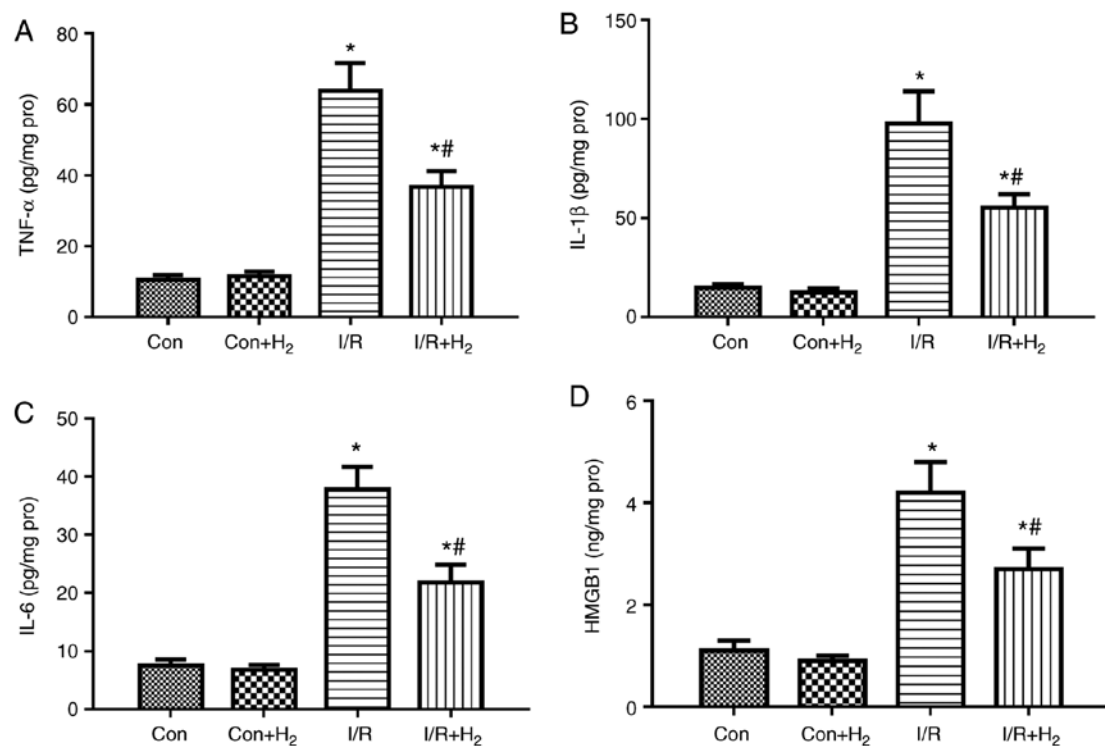 A
TNF-α (pg/mg pro)
80
60
40
20
0
*
*#
Con Con+H₂ I/R I/R+H₂
B
IL-1β (pg/mg pro)
150
100
50
0
*
*#
Con Con+H₂ I/R I/R+H₂
C
IL-6 (pg/mg pro)
50
40
30
20
10
0
*
*#
Con Con+H₂ I/R I/R+H₂
D
HMGB1 (ng/mg pro)
6
4
2
0
*
*#
Con Con+H₂ I/R I/R+H₂